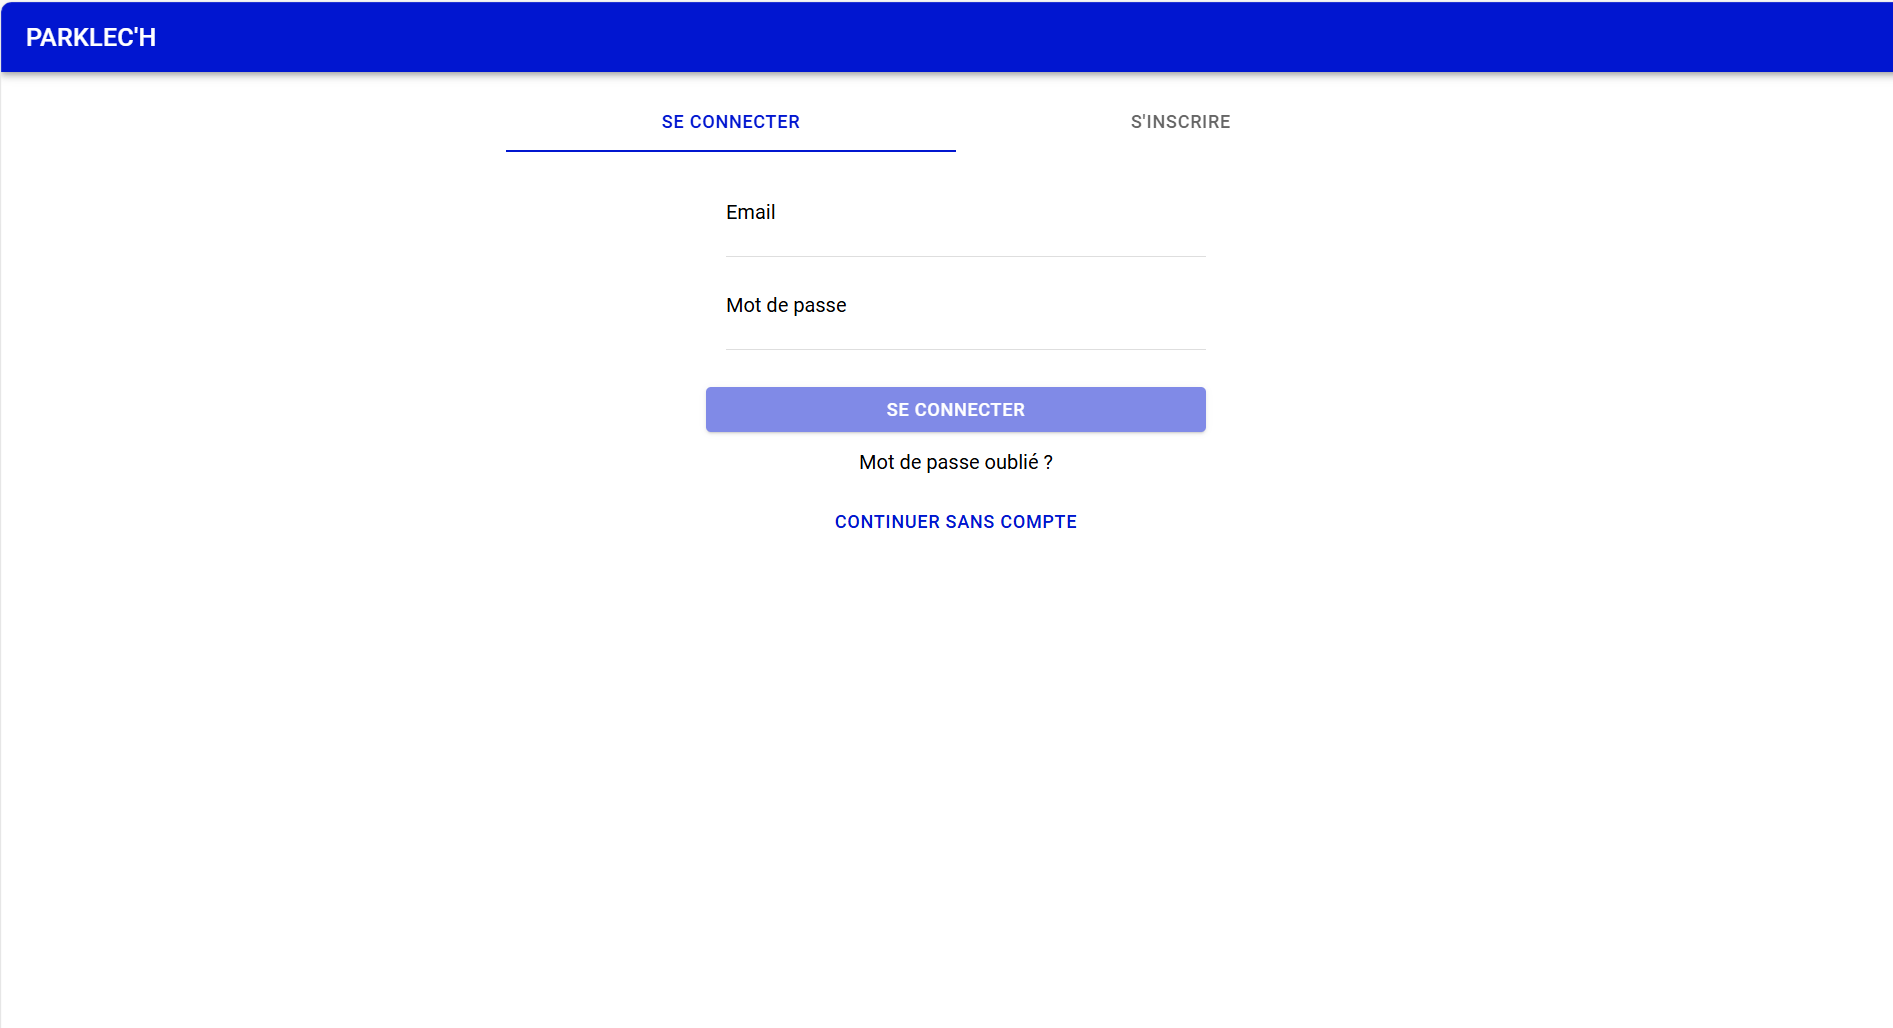 PARKLEC'H
SE CONNECTER
S'INSCRIRE
Email
Mot de passe
SE CONNECTER
Mot de passe oublié ?
CONTINUER SANS COMPTE